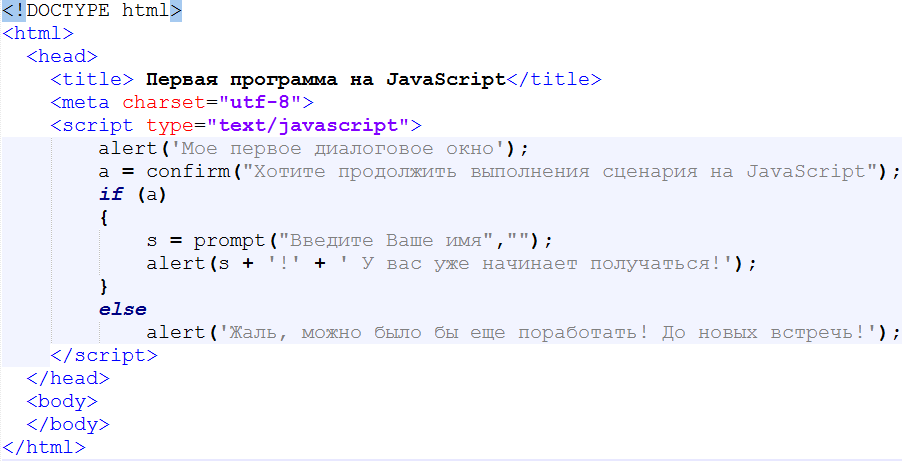 <!DOCTYPE html>
<html>
<head>
<title> Первая программа на JavaScript</title>
<meta charset="utf-8">
<script type="text/javascript">
alert('Мое первое диалоговое окно');
a = confirm("Хотите продолжить выполнения сценария на JavaScript");
if (a)
{
s = prompt("Введите Ваше имя","");
alert(s + '!' + ' У вас уже начинает получаться!');
}
else
alert('Жаль, можно было бы еще поработать! До новых встречь!');
</script>
</head>
<body>
</body>
</html>